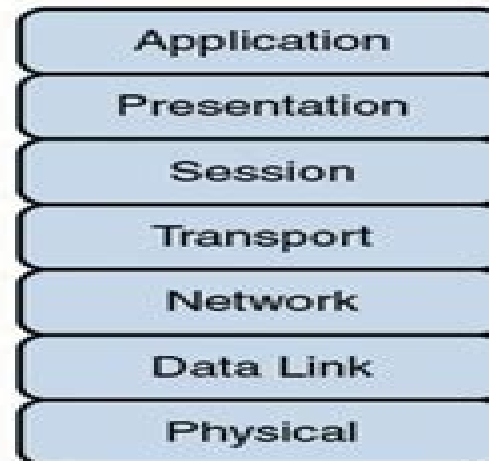 Application
Presentation
Session
Transport
Network
Data Link
Physical